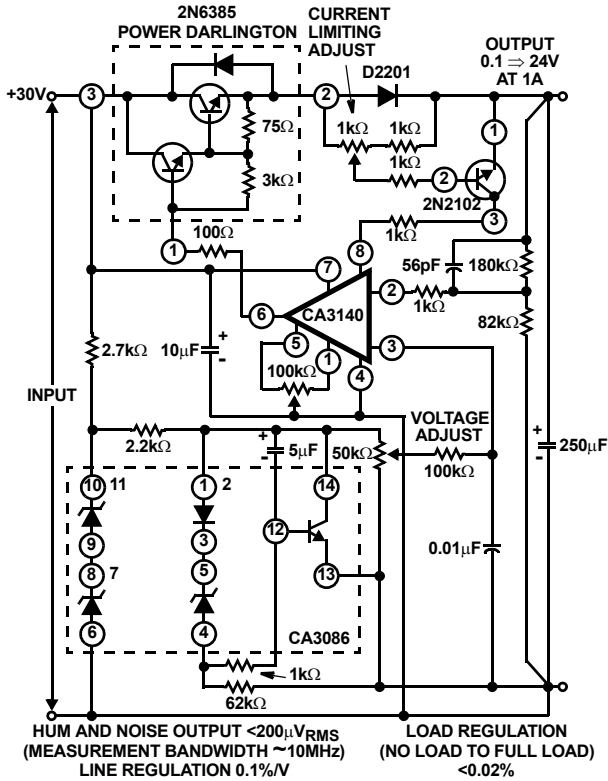 2N6385
POWER DARLINGTON
CURRENT
LIMITING
ADJUST
OUTPUT
0.1 ⇒ 24V
AT 1A
D2201
+30V
3
2
75Ω
1kΩ
1kΩ
1kΩ
1
3kΩ
2
2N2102
3
1
100Ω
1kΩ
8
7
56pF
180kΩ
6
CA3140
2
1kΩ
82kΩ
2.7kΩ
10µF
+
-
5
1
3
100kΩ
4
INPUT
VOLTAGE
ADJUST
+
-
250µF
2.2kΩ
+
-
5µF
50kΩ
100kΩ
10
11
1
2
14
9
3
12
8
7
5
0.01µF
13
6
4
CA3086
1kΩ
62kΩ
HUM AND NOISE OUTPUT <200µVRMS
(MEASUREMENT BANDWIDTH ~10MHz)
LINE REGULATION 0.1%/V
LOAD REGULATION
(NO LOAD TO FULL LOAD)
<0.02%